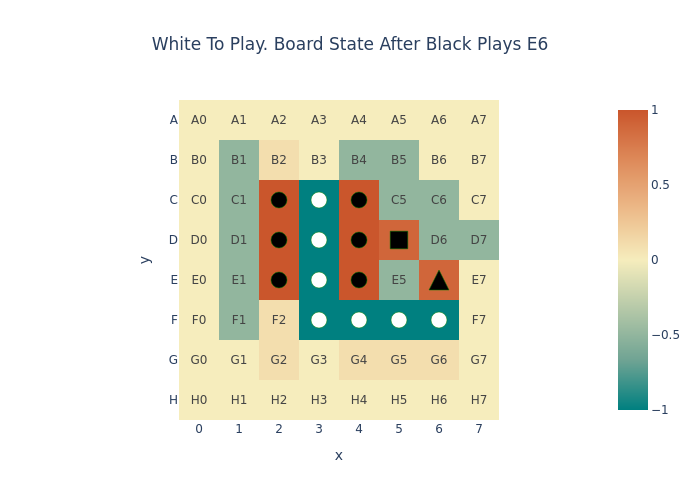 White To Play. Board State After Black Plays E6
A A0 A1 A2 A3 A4 A5 A6 A7
B B0 B1 B2 B3 B4 B5 B6 B7
C C0 C1 C5 C6 C7
D D0 D1 D6 D7
E E0 E1 E5 E7
F F0 F1 F2 F7
G G0 G1 G2 G3 G4 G5 G6 G7
H H0 H1 H2 H3 H4 H5 H6 H7
0 1 2 3 4 5 6 7
x
y
1
0.5
0
−0.5
−1